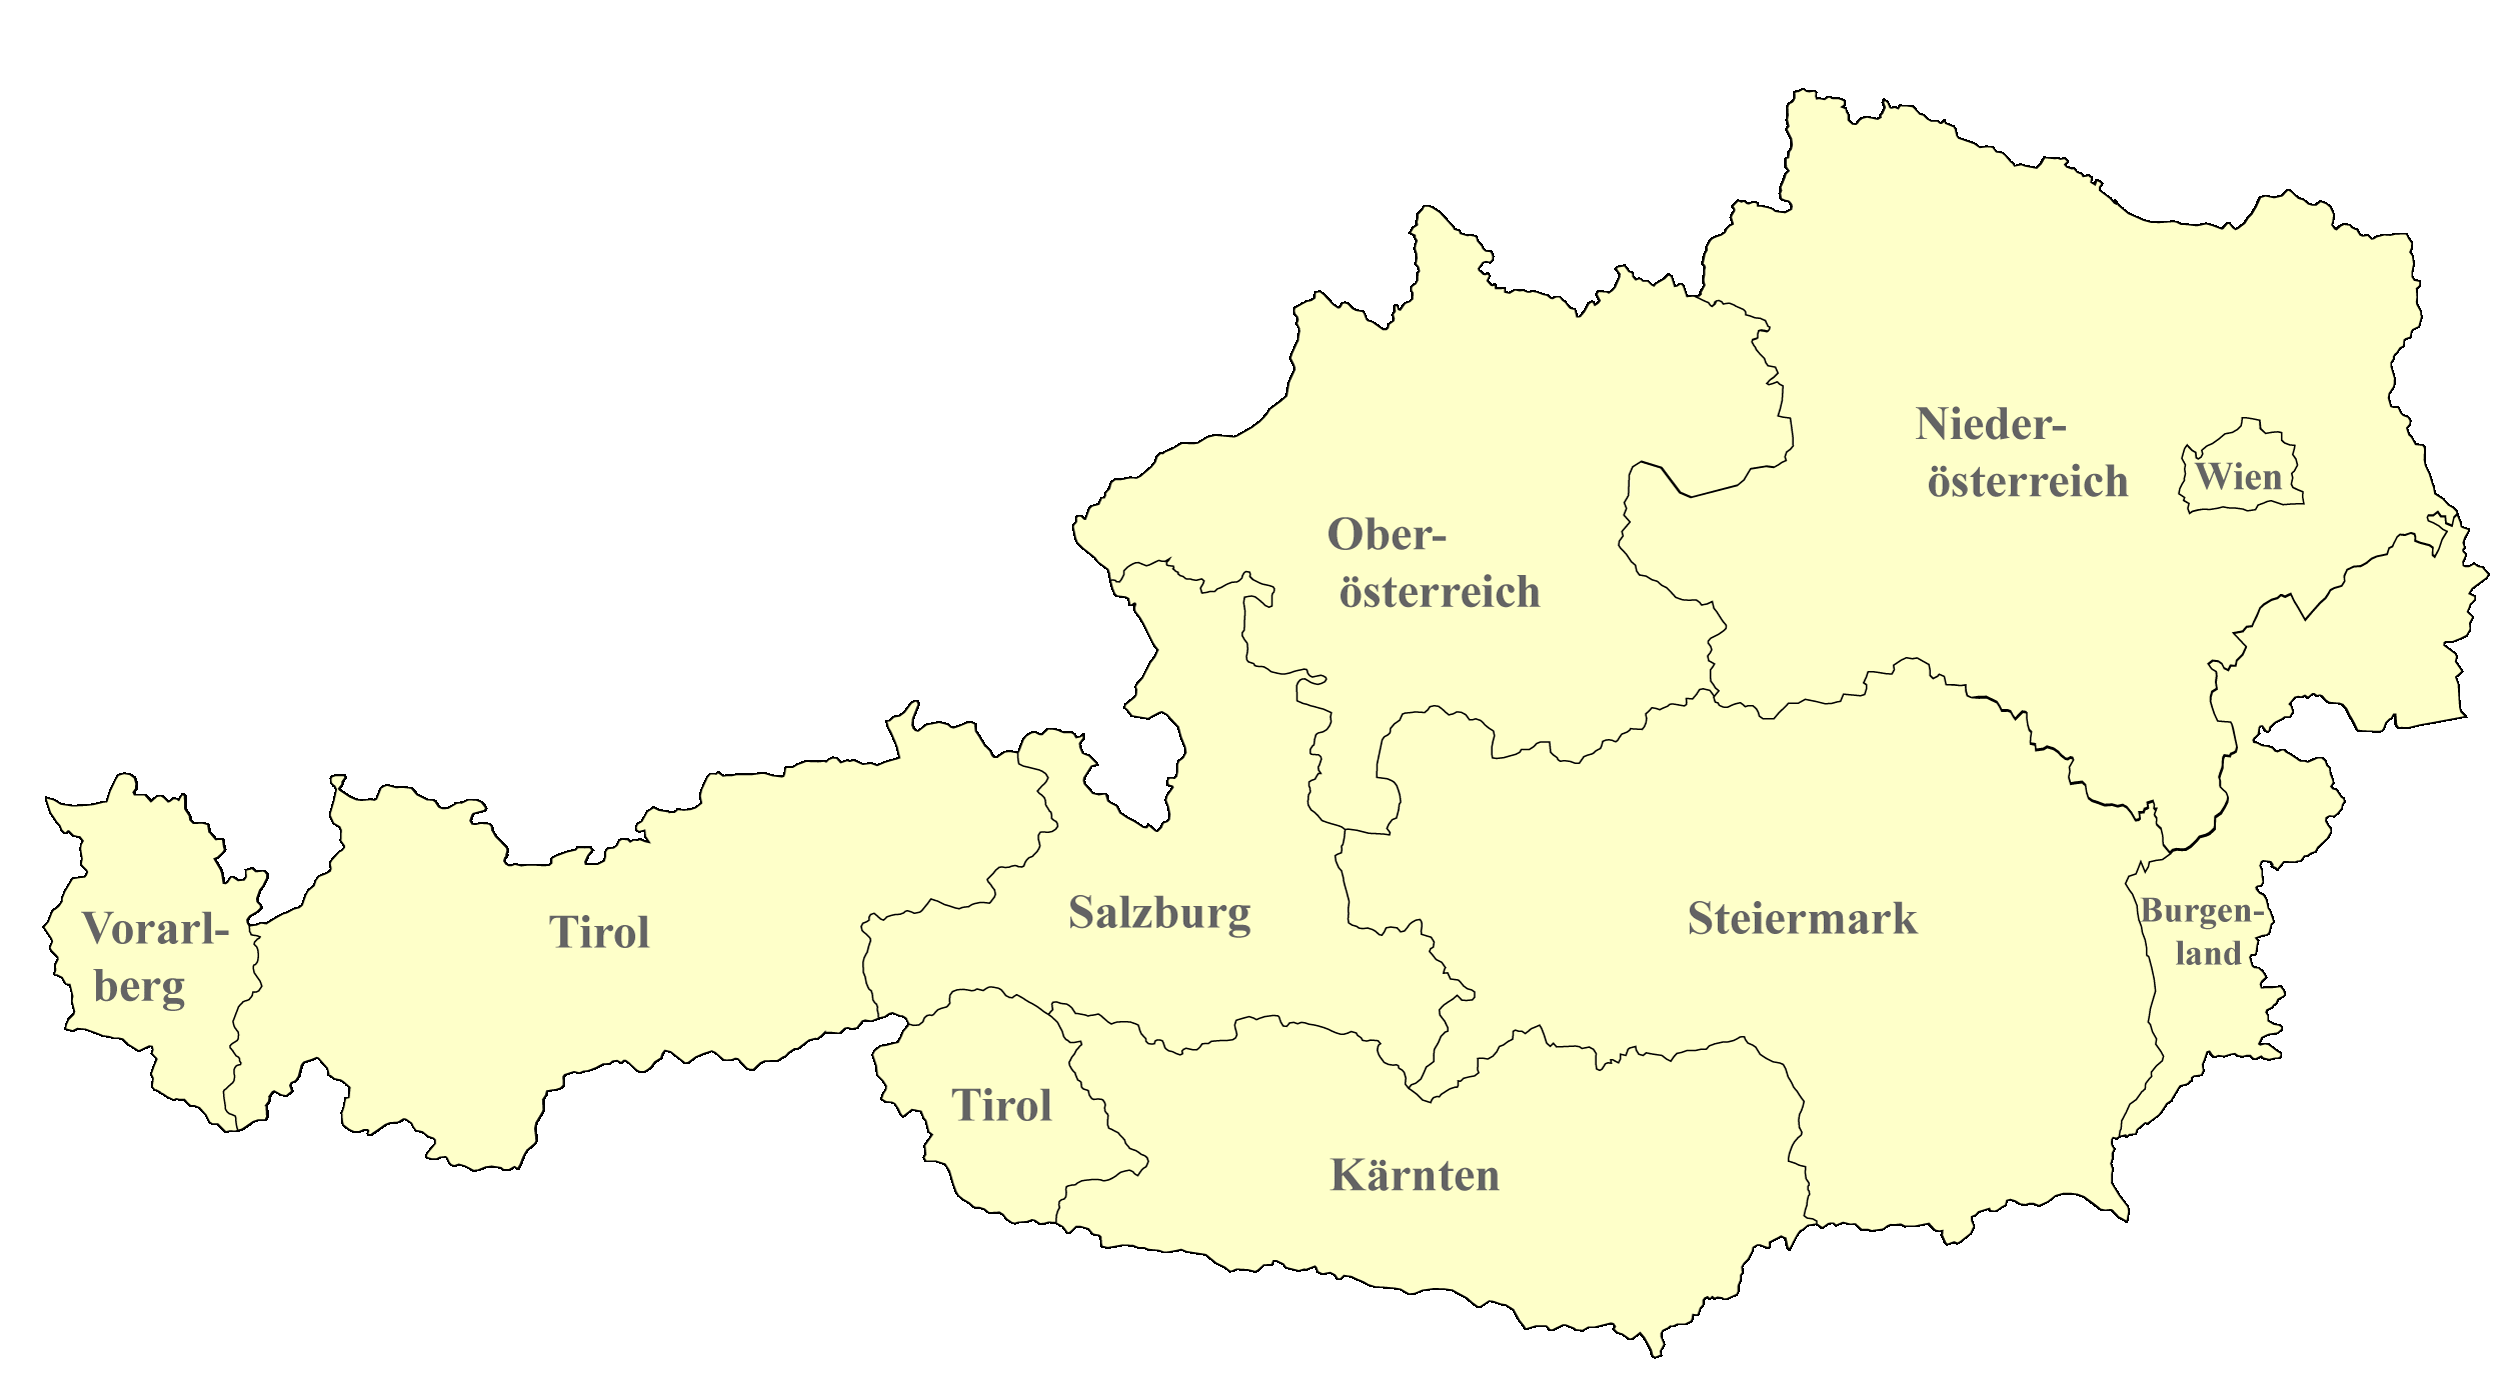 Nieder-
österreich
Wien
Ober-
österreich
Vorarl-
berg
Tirol
Salzburg
Steiermark
Burgen-
land
Tirol
Kärnten